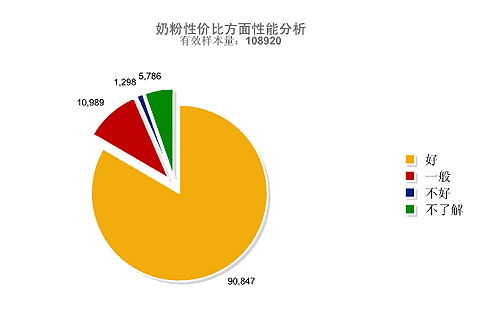 奶粉性价比方面性能分析
有效样本量：108920
5,786
1,298
10,989
90,847
好
一般
不好
不了解